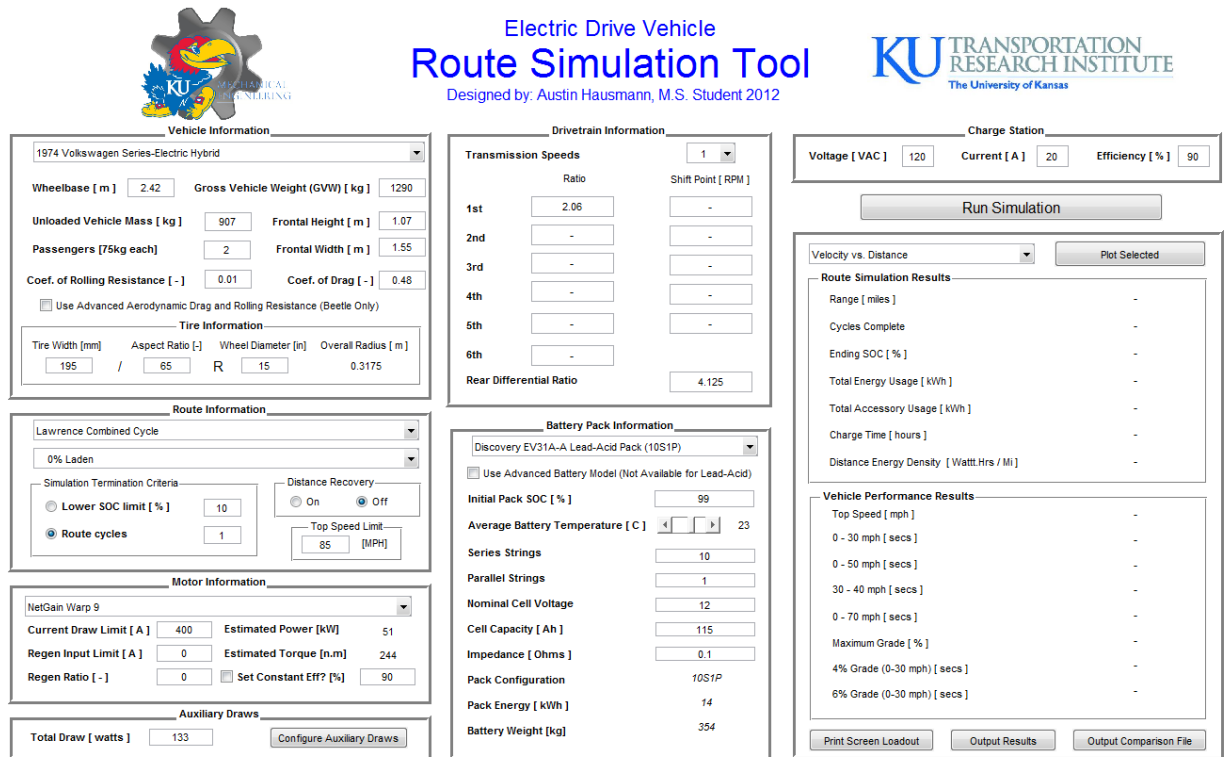 KU
MECHANICAL
ENGINEERING
Electric Drive Vehicle
Route Simulation Tool
Designed by: Austin Hausmann, M.S. Student 2012
KU TRANSPORTATION
RESEARCH INSTITUTE
The University of Kansas
Vehicle Information
1974 Volkswagen Series-Electric Hybrid
Wheelbase [ m ] 2.42 Gross Vehicle Weight (GVW) [ kg ] 1290
Unloaded Vehicle Mass [ kg ] 907 Frontal Height [ m ] 1.07
Passengers [75kg each] 2 Frontal Width [ m ] 1.55
Coef. of Rolling Resistance [ - ] 0.01 Coef. of Drag [ - ] 0.48
Use Advanced Aerodynamic Drag and Rolling Resistance (Beetle Only)
Tire Information
Tire Width [mm] Aspect Ratio [-] Wheel Diameter [in] Overall Radius [ m ]
195 / 65 R 15 0.3175
Route Information
Lawrence Combined Cycle
0% Laden
Simulation Termination Criteria
Lower SOC limit [ % ] 10
Route cycles 1
Distance Recovery
On Off
Top Speed Limit
85 [MPH]
Motor Information
NetGain Warp 9
Current Draw Limit [ A ] 400 Estimated Power [kW] 51
Regen Input Limit [ A ] 0 Estimated Torque [n.m] 244
Regen Ratio [ - ] 0 Set Constant Eff? [%] 90
Auxiliary Draws
Total Draw [ watts ] 133 Configure Auxiliary Draws
Drivetrain Information
Transmission Speeds 1
Ratio Shift Point [ RPM ]
1st 2.06 -
2nd - -
3rd - -
4th - -
5th - -
6th -
Rear Differential Ratio 4.125
Battery Pack Information
Discovery EV31A-A Lead-Acid Pack (10S1P)
Use Advanced Battery Model (Not Available for Lead-Acid)
Initial Pack SOC [ % ] 99
Average Battery Temperature [ C ] 23
Series Strings 10
Parallel Strings 1
Nominal Cell Voltage 12
Cell Capacity [ Ah ] 115
Impedance [ Ohms ] 0.1
Pack Configuration 10S1P
Pack Energy [ kWh ] 14
Battery Weight [kg] 354
Charge Station
Voltage [ VAC ] 120 Current [ A ] 20 Efficiency [ % ] 90
Run Simulation
Velocity vs. Distance Plot Selected
Route Simulation Results
Range [ miles ] -
Cycles Complete -
Ending SOC [ % ] -
Total Energy Usage [ kWh ] -
Total Accessory Usage [ kWh ] -
Charge Time [ hours ] -
Distance Energy Density [ Wattt.Hrs / Mi ] -
Vehicle Performance Results
Top Speed [ mph ] -
0 - 30 mph [ secs ] -
0 - 50 mph [ secs ] -
30 - 40 mph [ secs ] -
0 - 70 mph [ secs ] -
Maximum Grade [ % ] -
4% Grade (0-30 mph) [ secs ] -
6% Grade (0-30 mph) [ secs ] -
Print Screen Loadout Output Results Output Comparison File